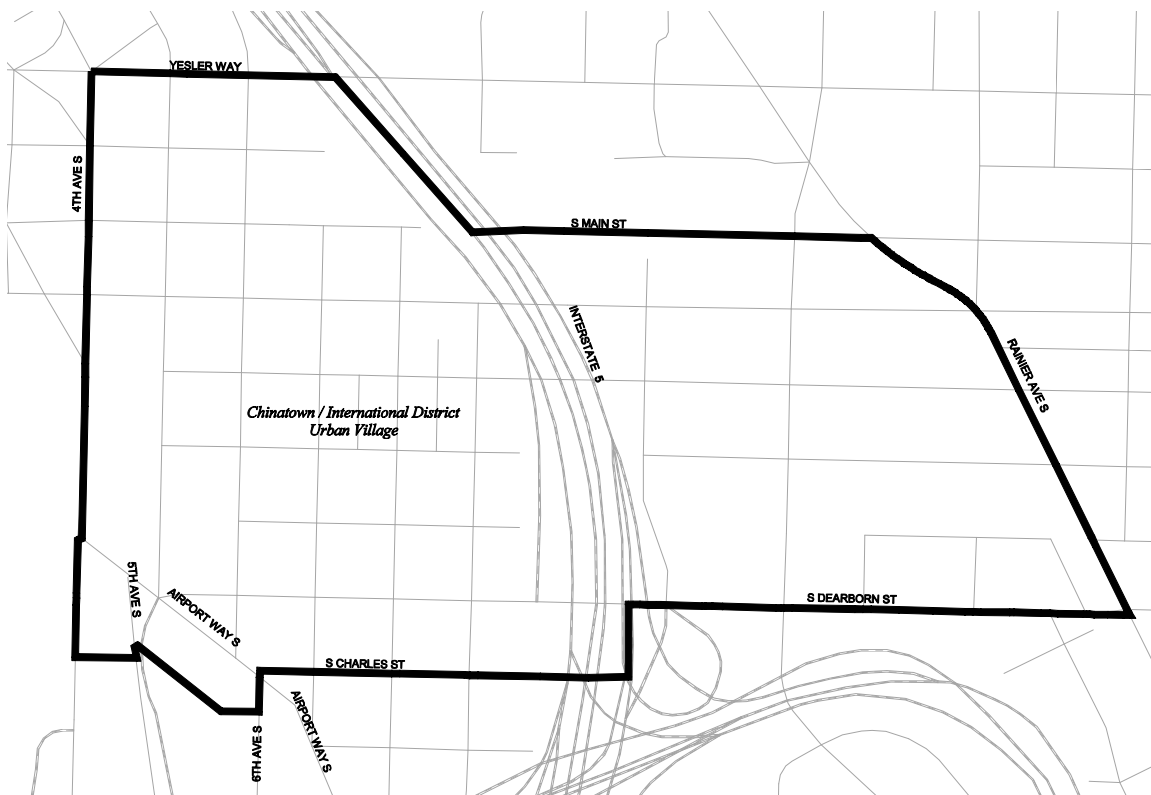 YESLER WAY
4TH AVE S
S MAIN ST
INTERSTATE 5
RAINIER AVE S
Chinatown / International District
Urban Village
5TH AVE S
AIRPORT WAY S
S DEARBORN ST
S CHARLES ST
AIRPORT WAY S
6TH AVE S